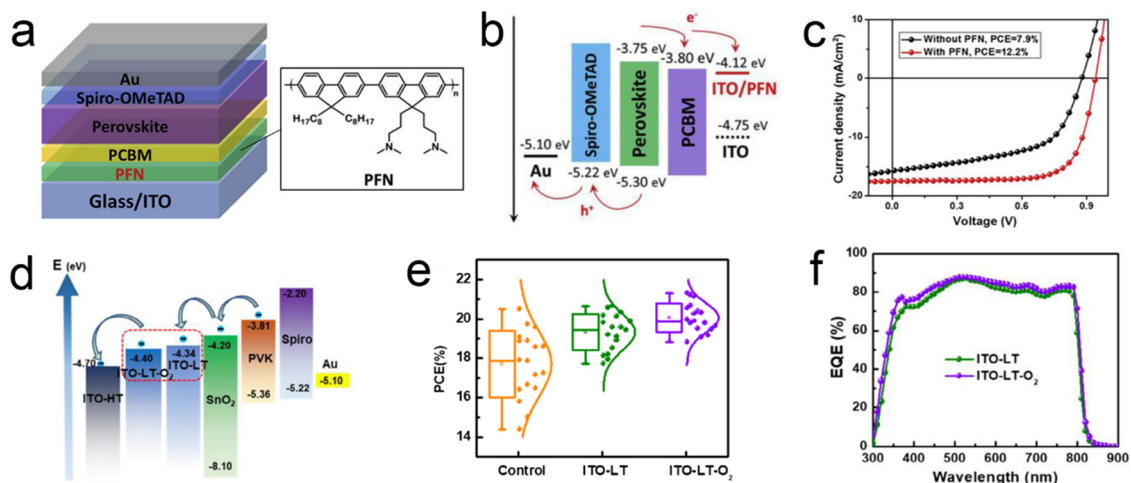 a
Au
Spiro-OMeTAD
Perovskite
PCBM
PFN
Glass/ITO
n
H17C8
C8H17
N
N
PFN
b
e-
-3.75 eV
-3.80 eV
-4.12 eV
ITO/PFN
Spiro-OMeTAD
Perovskite
PCBM
-4.75 eV
ITO
-5.10 eV
Au
-5.22 eV
-5.30 eV
h+
c
Current density (mA/cm2)
10
0
-10
-20
Without PFN, PCE=7.9%
With PFN, PCE=12.2%
0.0
0.3
0.6
0.9
Voltage (V)
d
E (eV)
-2.20
-3.81
Spiro
-4.20
PVK
-4.34
-4.40
ITO-LT
-4.70
ITO-LT-O2
ITO-HT
SnO2
Au
-5.10
-5.22
-5.36
-8.10
e
PCE(%)
22
20
18
16
14
Control
ITO-LT
ITO-LT-O2
f
EQE (%)
100
80
60
40
20
0
ITO-LT
ITO-LT-O2
300
400
500
600
700
800
900
Wavelength (nm)